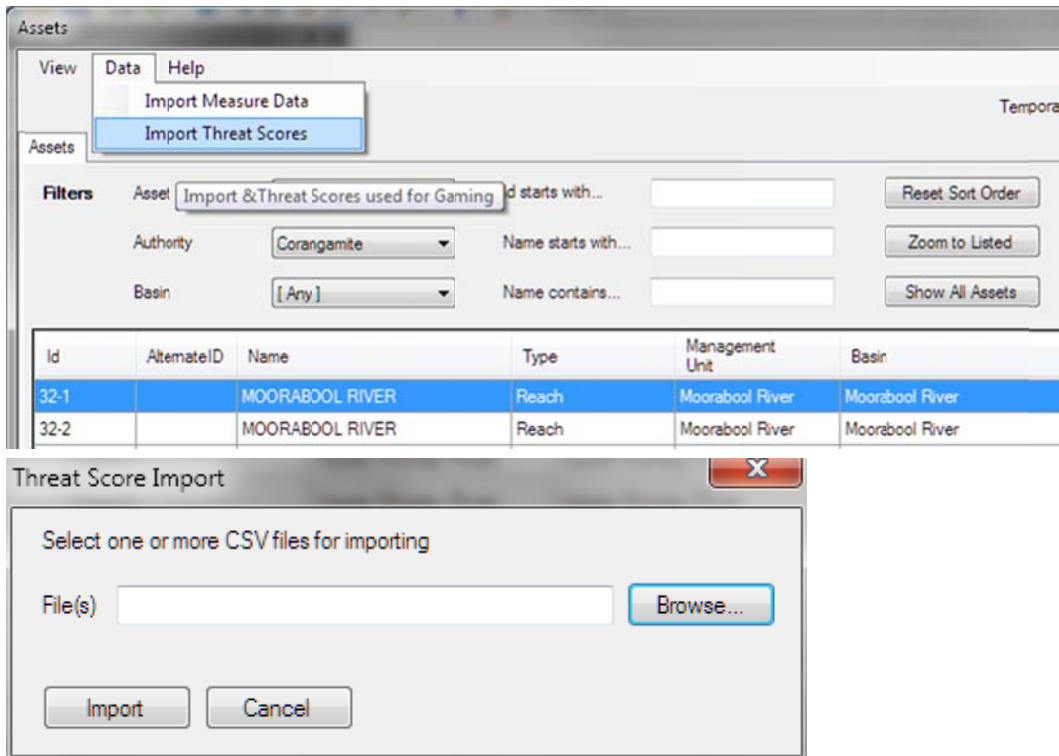 Assets
View Data Help
Import Measure Data
Import Threat Scores
Tempora
Assets
Filters Asset Import &Threat Scores used for Gaming d starts with... Reset Sort Order
Authority Corangamite Name starts with... Zoom to Listed
Basin [ Any ] Name contains... Show All Assets
Id AlternateID Name Type Management Unit Basin
32-1 MOORABOOL RIVER Reach Moorabool River Moorabool River
32-2 MOORABOOL RIVER Reach Moorabool River Moorabool River
Threat Score Import
Select one or more CSV files for importing
File(s) Browse...
Import Cancel